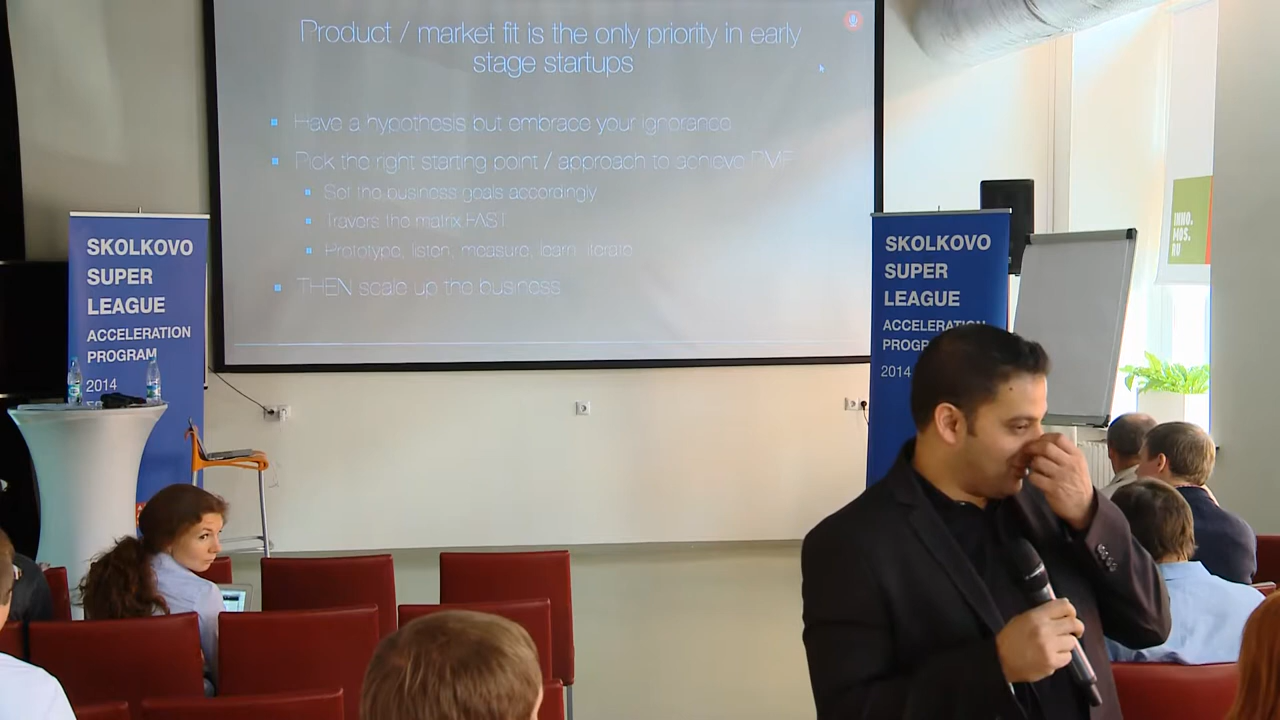 Product / market fit is the only priority in early
stage startups
Have a hypothesis but embrace your ignorance
Pick the right starting point / approach to achieve PMF
Set the business goals accordingly
Travers the matrix FAST
Prototype, listen, measure, learn, iterate
THEN scale up the business
SKOLKOVO
SUPER
LEAGUE
ACCELERATION
PROGRAM
2014
SKOLKOVO
SUPER
LEAGUE
ACCELERATION
PROGR
2014
INNO.
MOS.
RU